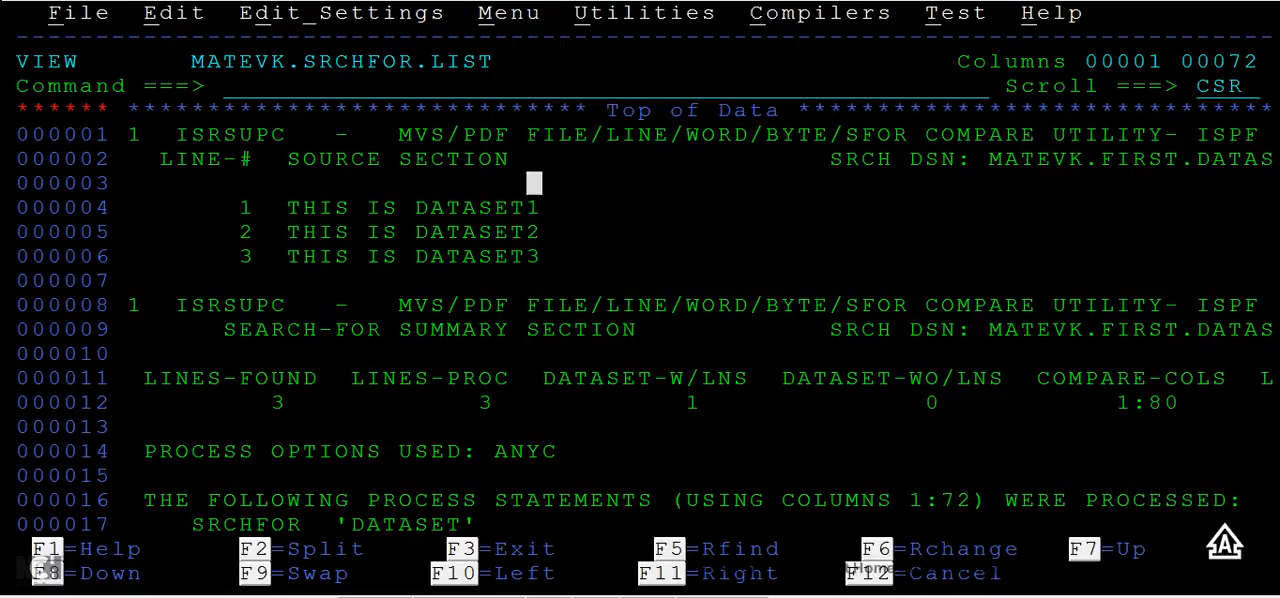 File Edit Edit_Settings Menu Utilities Compilers Test Help
VIEW MATEVK.SRCHFOR.LIST Columns 00001 00072
Command ===> Scroll ===> CSR
****** ***************************** Top of Data ******************************
000001 1 ISRSUPC - MVS/PDF FILE/LINE/WORD/BYTE/SFOR COMPARE UTILITY- ISPF
000002 LINE-# SOURCE SECTION SRCH DSN: MATEVK.FIRST.DATAS
000003
000004 1 THIS IS DATASET1
000005 2 THIS IS DATASET2
000006 3 THIS IS DATASET3
000007
000008 1 ISRSUPC - MVS/PDF FILE/LINE/WORD/BYTE/SFOR COMPARE UTILITY- ISPF
000009 SEARCH-FOR SUMMARY SECTION SRCH DSN: MATEVK.FIRST.DATAS
000010
000011 LINES-FOUND LINES-PROC DATASET-W/LNS DATASET-WO/LNS COMPARE-COLS L
000012 3 3 1 0 1:80
000013
000014 PROCESS OPTIONS USED: ANYC
000015
000016 THE FOLLOWING PROCESS STATEMENTS (USING COLUMNS 1:72) WERE PROCESSED:
000017 SRCHFOR 'DATASET'
F1=Help F2=Split F3=Exit F5=Rfind F6=Rchange F7=Up
F8=Down F9=Swap F10=Left F11=Right F12=Cancel
Home